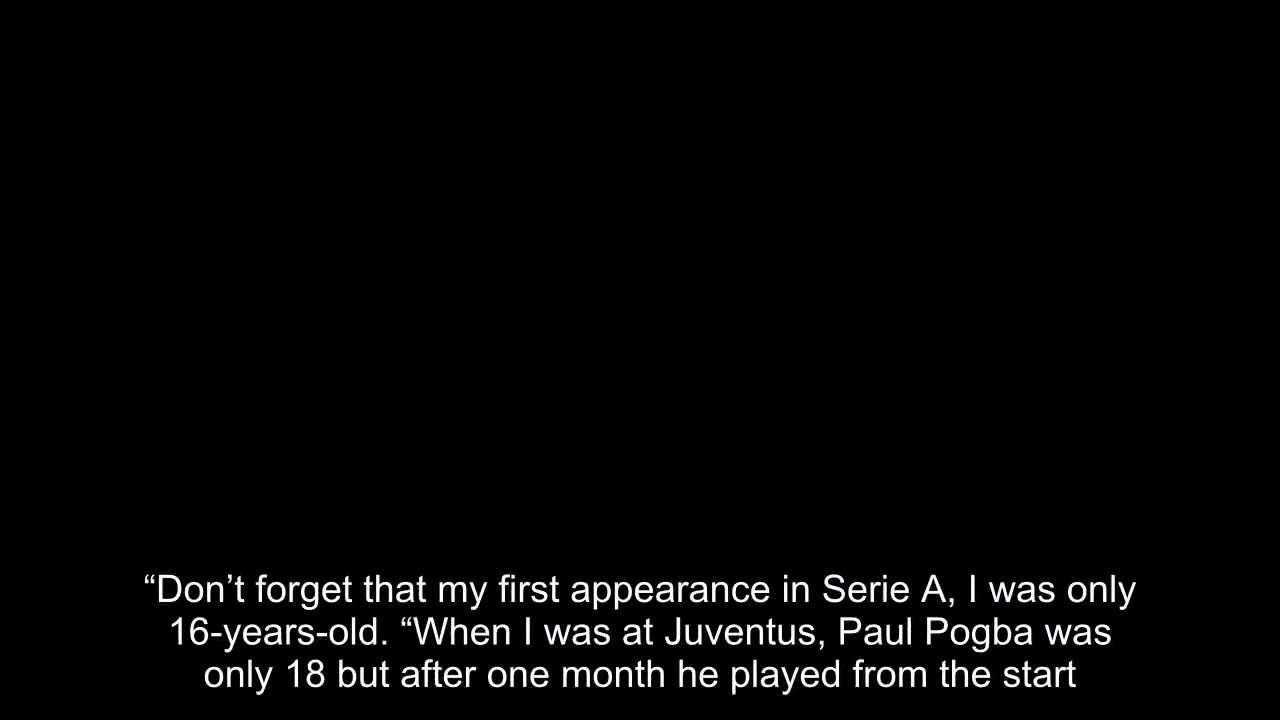 “Don’t forget that my first appearance in Serie A, I was only
16-years-old. “When I was at Juventus, Paul Pogba was
only 18 but after one month he played from the start